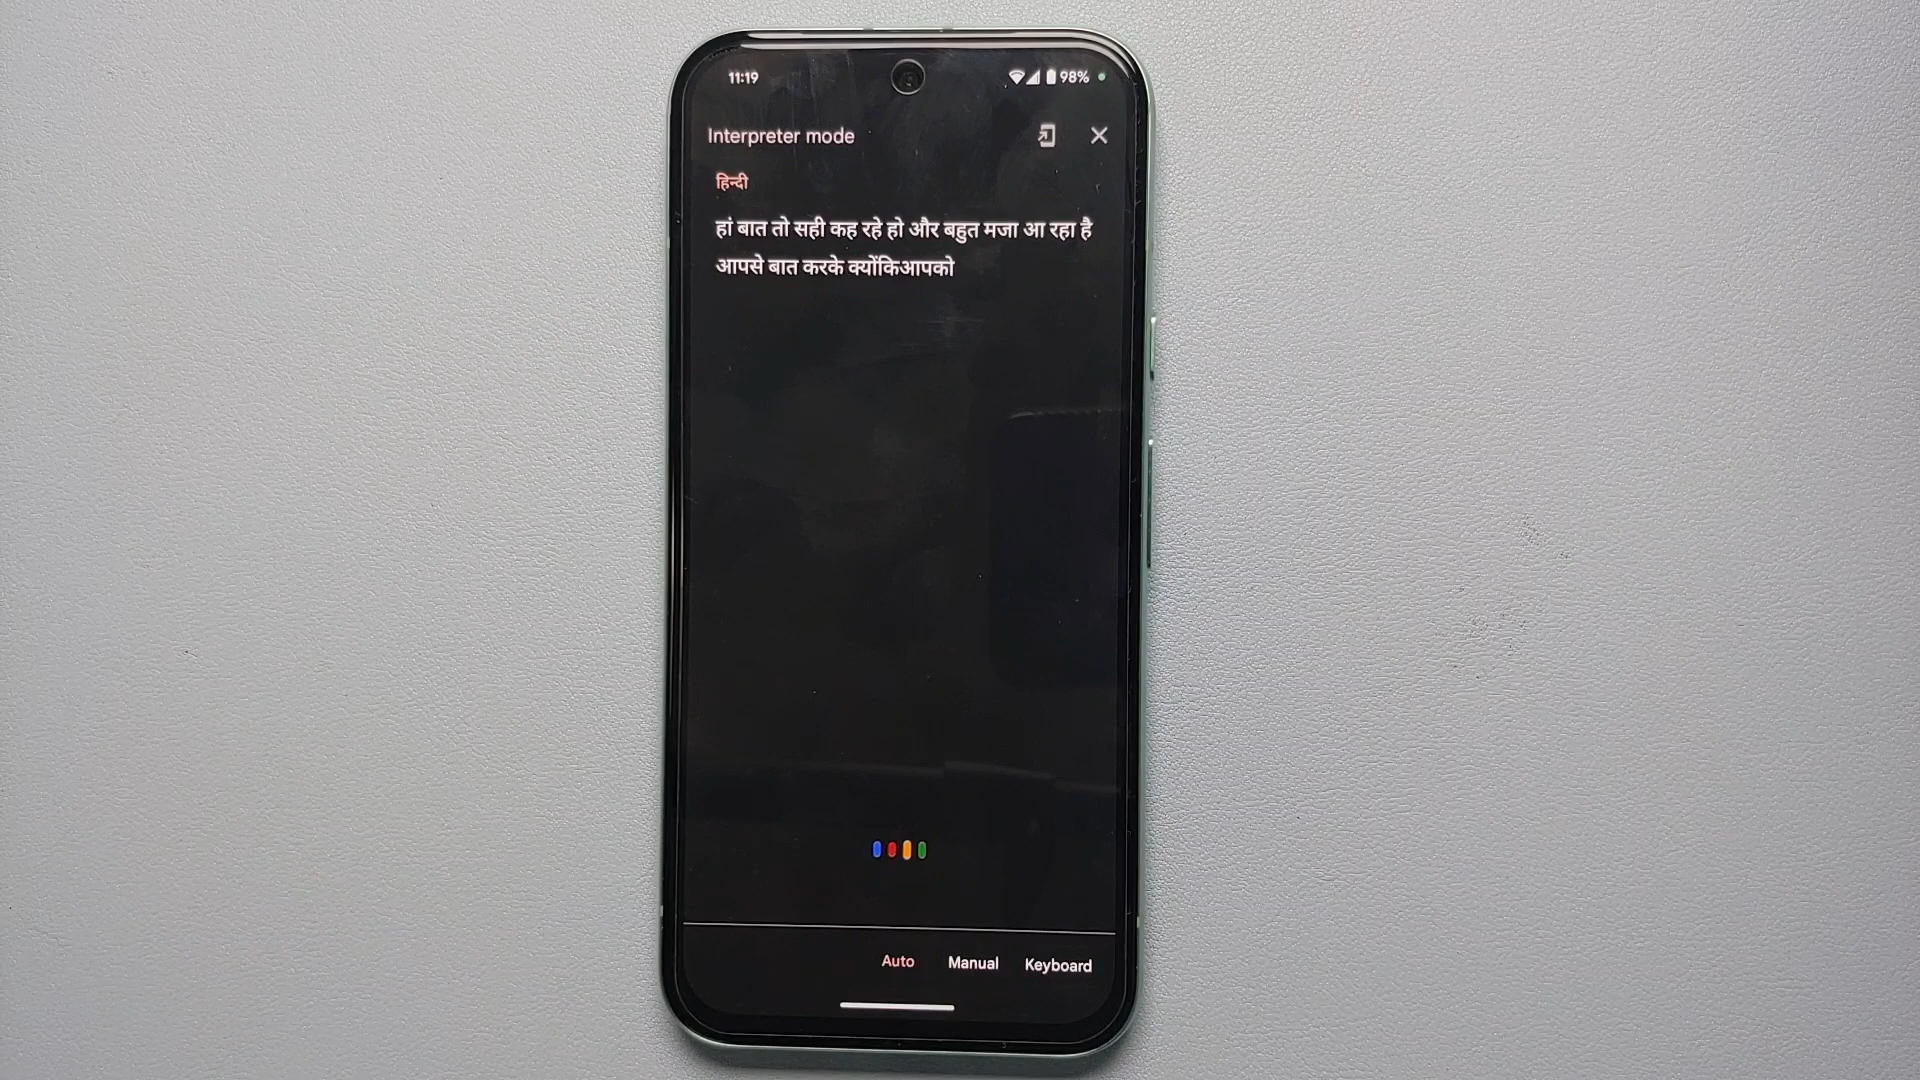 11:19 98%
Interpreter mode
हिन्दी
हां बात तो सही कह रहे हो और बहुत मजा आ रहा है
आपसे बात करके क्योंकिआपको
Auto Manual Keyboard